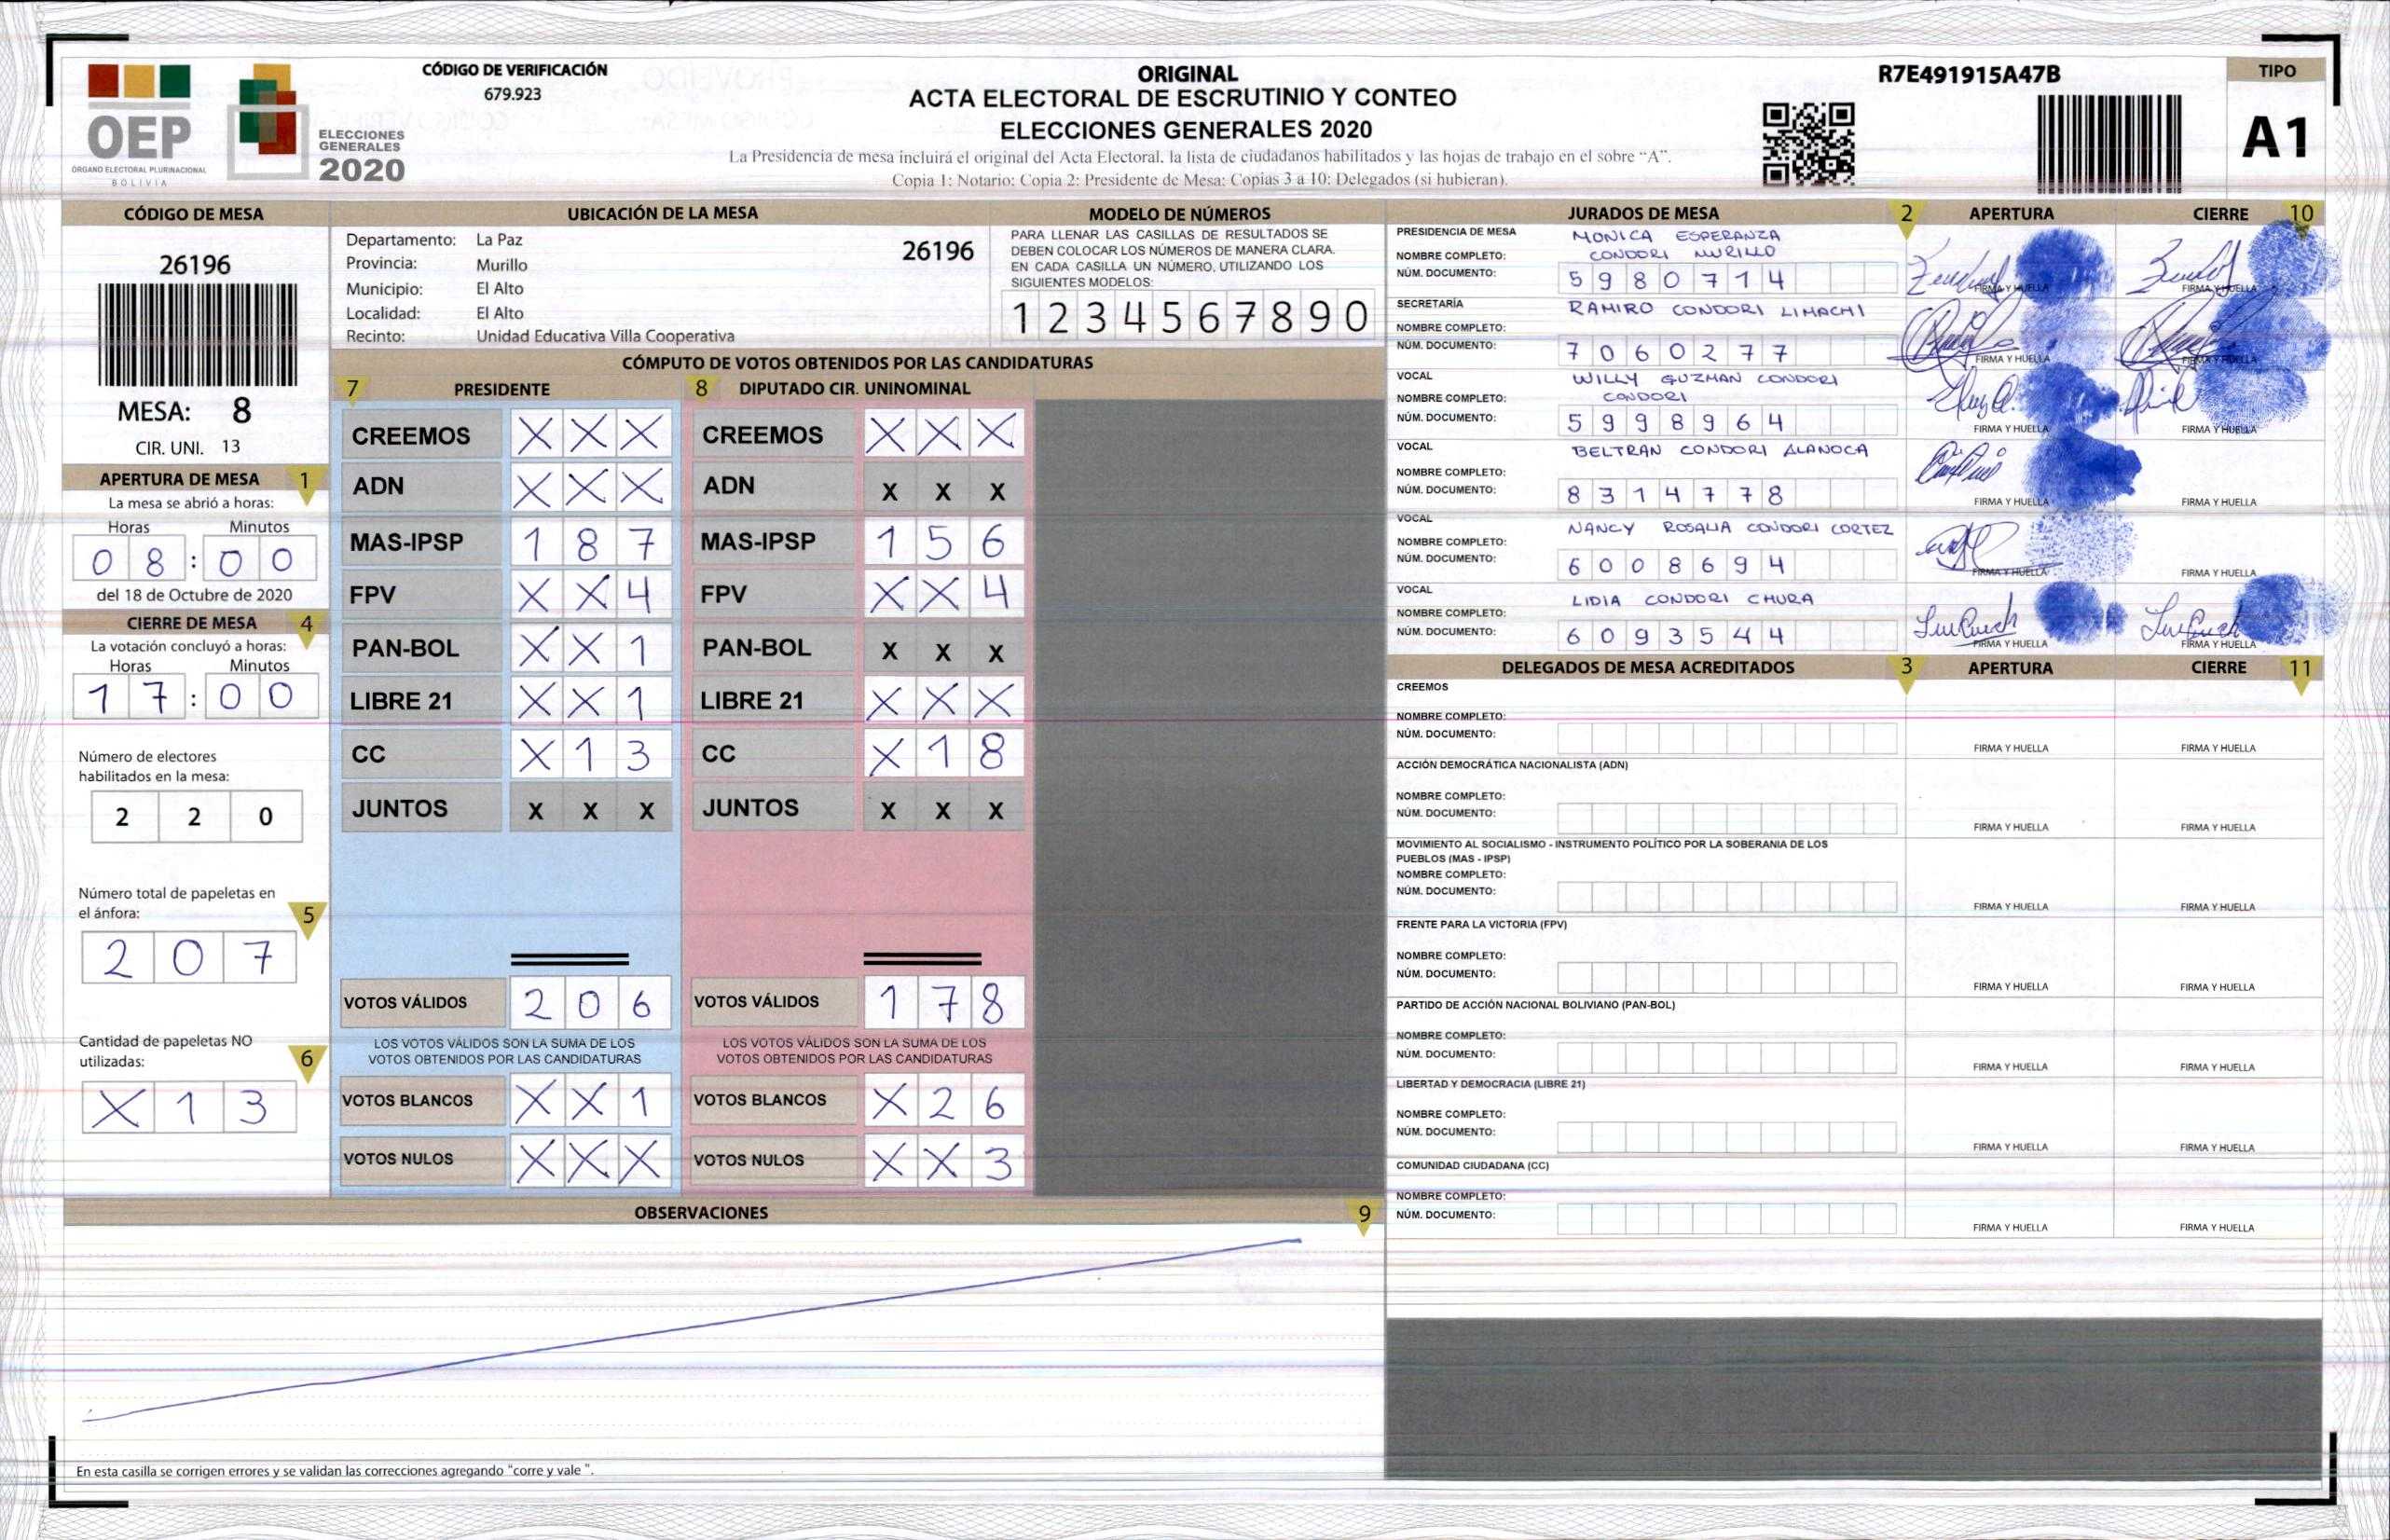 OEP
ÓRGANO ELECTORAL PLURINACIONAL
BOLIVIA
ELECCIONES
GENERALES
2020
CÓDIGO DE VERIFICACIÓN
679.923
ORIGINAL
ACTA ELECTORAL DE ESCRUTINIO Y CONTEO
ELECCIONES GENERALES 2020
La Presidencia de mesa incluirá el original del Acta Electoral, la lista de ciudadanos habilitados y las hojas de trabajo en el sobre "A".
Copia 1: Notario; Copia 2: Presidente de Mesa; Copias 3 a 10: Delegados (si hubieran).
R7E491915A47B
TIPO
A1
CÓDIGO DE MESA
26196
MESA: 8
CIR. UNI. 13
APERTURA DE MESA 1
La mesa se abrió a horas:
Horas Minutos
0 8 : 0 0
del 18 de Octubre de 2020
CIERRE DE MESA 4
La votación concluyó a horas:
Horas Minutos
1 7 : 0 0
Número de electores
habilitados en la mesa:
2 2 0
Número total de papeletas en
el ánfora: 5
2 0 7
Cantidad de papeletas NO
utilizadas: 6
X 1 3
UBICACIÓN DE LA MESA
Departamento: La Paz 26196
Provincia: Murillo
Municipio: El Alto
Localidad: El Alto
Recinto: Unidad Educativa Villa Cooperativa
MODELO DE NÚMEROS
PARA LLENAR LAS CASILLAS DE RESULTADOS SE
DEBEN COLOCAR LOS NÚMEROS DE MANERA CLARA.
EN CADA CASILLA UN NÚMERO, UTILIZANDO LOS
SIGUIENTES MODELOS:
1 2 3 4 5 6 7 8 9 0
CÓMPUTO DE VOTOS OBTENIDOS POR LAS CANDIDATURAS
7 PRESIDENTE 8 DIPUTADO CIR. UNINOMINAL
CREEMOS X X X CREEMOS X X X
ADN X X X ADN X X X
MAS-IPSP 1 8 7 MAS-IPSP 1 5 6
FPV X X 4 FPV X X 4
PAN-BOL X X 1 PAN-BOL X X X
LIBRE 21 X X 1 LIBRE 21 X X X
CC X 1 3 CC X 1 8
JUNTOS X X X JUNTOS X X X
VOTOS VÁLIDOS 2 0 6 VOTOS VÁLIDOS 1 7 8
LOS VOTOS VÁLIDOS SON LA SUMA DE LOS LOS VOTOS VÁLIDOS SON LA SUMA DE LOS
VOTOS OBTENIDOS POR LAS CANDIDATURAS VOTOS OBTENIDOS POR LAS CANDIDATURAS
VOTOS BLANCOS X X 1 VOTOS BLANCOS X 2 6
VOTOS NULOS X X X VOTOS NULOS X X 3
OBSERVACIONES 9
En esta casilla se corrigen errores y se validan las correcciones agregando "corre y vale ".
JURADOS DE MESA 2 APERTURA CIERRE 10
PRESIDENCIA DE MESA MONICA ESPERANZA
NOMBRE COMPLETO: CONDORI MURILLO
NÚM. DOCUMENTO: 5 9 8 0 7 1 4
FIRMA Y HUELLA FIRMA Y HUELLA
SECRETARÍA RAMIRO CONDORI LIMACHI
NOMBRE COMPLETO:
NÚM. DOCUMENTO: 7 0 6 0 2 7 7
FIRMA Y HUELLA FIRMA Y HUELLA
VOCAL WILLY GUZMAN CONDORI
NOMBRE COMPLETO: CONDORI
NÚM. DOCUMENTO: 5 9 9 8 9 6 4
FIRMA Y HUELLA FIRMA Y HUELLA
VOCAL BELTRAN CONDORI ALANOCA
NOMBRE COMPLETO:
NÚM. DOCUMENTO: 8 3 1 4 7 7 8
FIRMA Y HUELLA FIRMA Y HUELLA
VOCAL NANCY ROSALIA CONDORI CORTEZ
NOMBRE COMPLETO:
NÚM. DOCUMENTO: 6 0 0 8 6 9 4
FIRMA Y HUELLA FIRMA Y HUELLA
VOCAL LIDIA CONDORI CHURA
NOMBRE COMPLETO:
NÚM. DOCUMENTO: 6 0 9 3 5 4 4
FIRMA Y HUELLA FIRMA Y HUELLA
DELEGADOS DE MESA ACREDITADOS 3 APERTURA CIERRE 11
CREEMOS
NOMBRE COMPLETO:
NÚM. DOCUMENTO:
FIRMA Y HUELLA FIRMA Y HUELLA
ACCIÓN DEMOCRÁTICA NACIONALISTA (ADN)
NOMBRE COMPLETO:
NÚM. DOCUMENTO:
FIRMA Y HUELLA FIRMA Y HUELLA
MOVIMIENTO AL SOCIALISMO - INSTRUMENTO POLÍTICO POR LA SOBERANIA DE LOS
PUEBLOS (MAS - IPSP)
NOMBRE COMPLETO:
NÚM. DOCUMENTO:
FIRMA Y HUELLA FIRMA Y HUELLA
FRENTE PARA LA VICTORIA (FPV)
NOMBRE COMPLETO:
NÚM. DOCUMENTO:
FIRMA Y HUELLA FIRMA Y HUELLA
PARTIDO DE ACCIÓN NACIONAL BOLIVIANO (PAN-BOL)
NOMBRE COMPLETO:
NÚM. DOCUMENTO:
FIRMA Y HUELLA FIRMA Y HUELLA
LIBERTAD Y DEMOCRACIA (LIBRE 21)
NOMBRE COMPLETO:
NÚM. DOCUMENTO:
FIRMA Y HUELLA FIRMA Y HUELLA
COMUNIDAD CIUDADANA (CC)
NOMBRE COMPLETO:
NÚM. DOCUMENTO:
FIRMA Y HUELLA FIRMA Y HUELLA